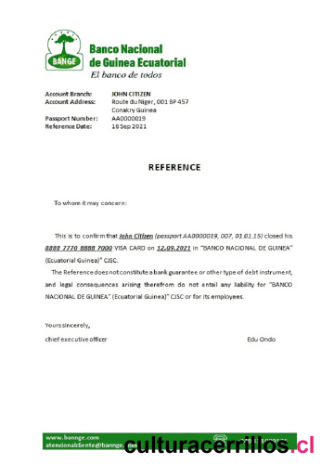 BANGE
Banco Nacional
de Guinea Ecuatorial
El banco de todos
Account Branch: JOHN CITIZEN
Account Address: Route du Niger, 001 BP 457
Conakry Guinea
Passport Number: AA0000019
Reference Date: 16 Sep 2021
REFERENCE
To whom it may concern:
This is to confirm that John Citizen (passport AA0000019, 007, 01.01.15) closed his
8888 7770 8888 7000 VISA CARD on 12.09.2021 in "BANCO NACIONAL DE GUINEA"
(Ecuatorial Guinea)" CJSC.
The Reference does not constitute a bank guarantee or other type of debt instrument,
and legal consequences arising therefrom do not entail any liability for "BANCO
NACIONAL DE GUINEA" (Ecuatorial Guinea)" CJSC or for its employees.
Yours sincerely,
chief executive officer Edu Ondo
www.bannge.com
culturacerrillos.cl